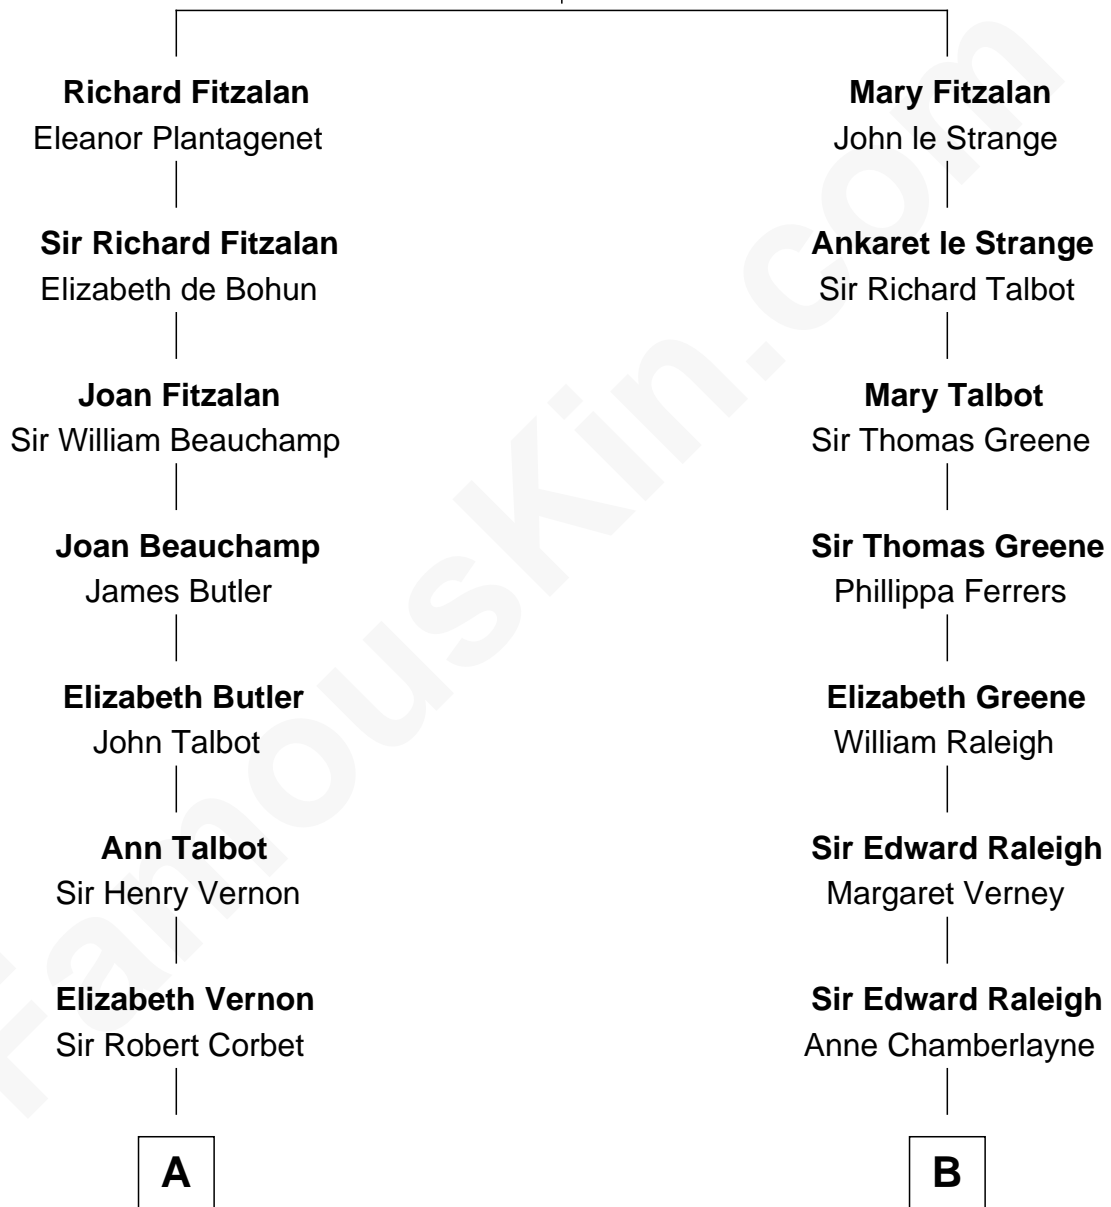 Richard Fitzalan
Eleanor Plantagenet
Mary Fitzalan
John le Strange
Sir Richard Fitzalan
Elizabeth de Bohun
Ankaret le Strange
Sir Richard Talbot
Joan Fitzalan
Sir William Beauchamp
Mary Talbot
Sir Thomas Greene
Joan Beauchamp
James Butler
Sir Thomas Greene
Phillippa Ferrers
Elizabeth Butler
John Talbot
Elizabeth Greene
William Raleigh
Ann Talbot
Sir Henry Vernon
Sir Edward Raleigh
Margaret Verney
Elizabeth Vernon
Sir Robert Corbet
Sir Edward Raleigh
Anne Chamberlayne
A
B
FamousKin.com